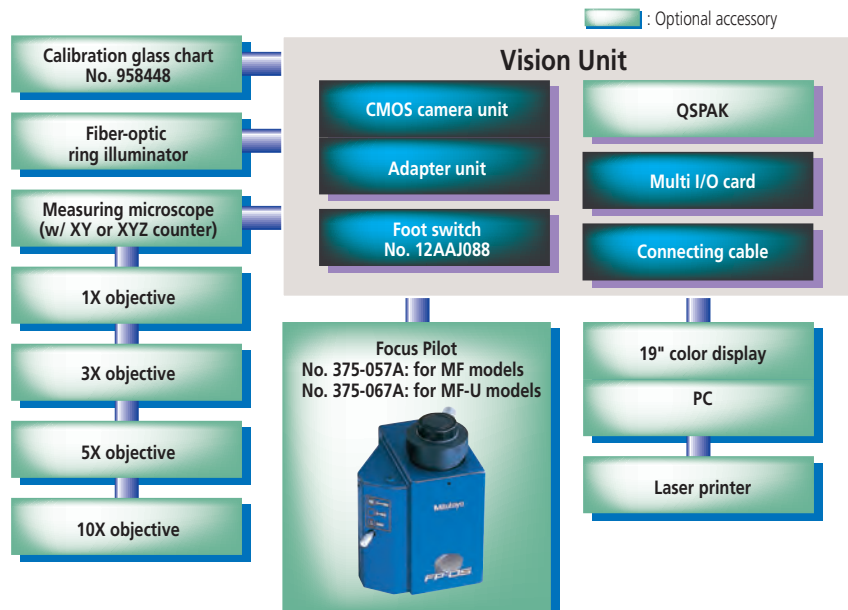 : Optional accessory
Calibration glass chart
No. 958448
Fiber-optic
ring illuminator
Measuring microscope
(w/ XY or XYZ counter)
1X objective
3X objective
5X objective
10X objective
Vision Unit
CMOS camera unit
Adapter unit
Foot switch
No. 12AAJ088
QSPAK
Multi I/O card
Connecting cable
Focus Pilot
No. 375-057A: for MF models
No. 375-067A: for MF-U models
Mitutoyo
FP-05
19" color display
PC
Laser printer